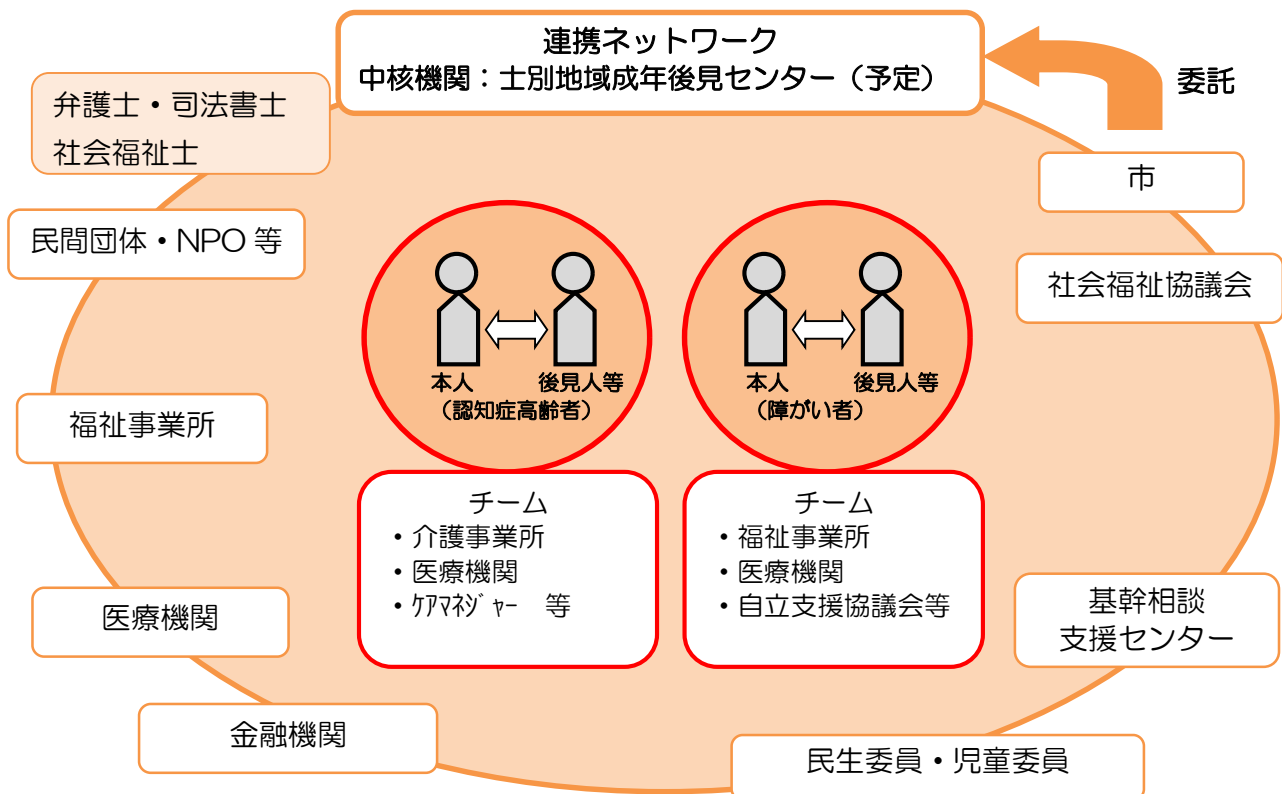 連携ネットワーク
中核機関：士別地域成年後見センター（予定）
委託
弁護士・司法書士
社会福祉士
市
民間団体・NPO 等
社会福祉協議会
本人
後見人等
（認知症高齢者）
本人
後見人等
（障がい者）
福祉事業所
チーム
・介護事業所
・医療機関
・ｹｱﾏﾈｼﾞｬｰ　等
チーム
・福祉事業所
・医療機関
・自立支援協議会等
医療機関
基幹相談
支援センター
金融機関
民生委員・児童委員